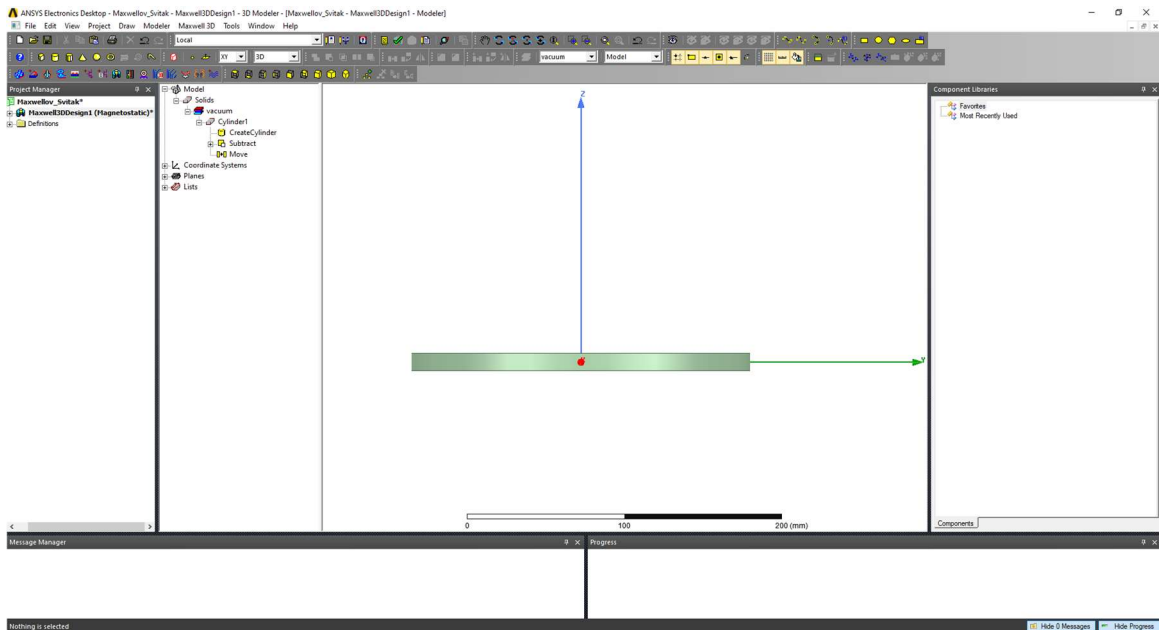 ANSYS Electronics Desktop - Maxwellov_Svitak - Maxwell3DDesign1 - 3D Modeler - [Maxwellov_Svitak - Maxwell3DDesign1 - Modeler]
File Edit View Project Draw Modeler Maxwell 3D Tools Window Help
Local
XY 3D vacuum Model
Project Manager
Maxwellov_Svitak*
Maxwell3DDesign1 (Magnetostatic)*
Definitions
Model
Solids
vacuum
Cylinder1
CreateCylinder
Subtract
Move
Coordinate Systems
Planes
Lists
Z
Y
0 100 200 (mm)
Component Libraries
Favorites
Most Recently Used
Components
Message Manager
Progress
Nothing is selected
Hide 0 Messages Hide Progress